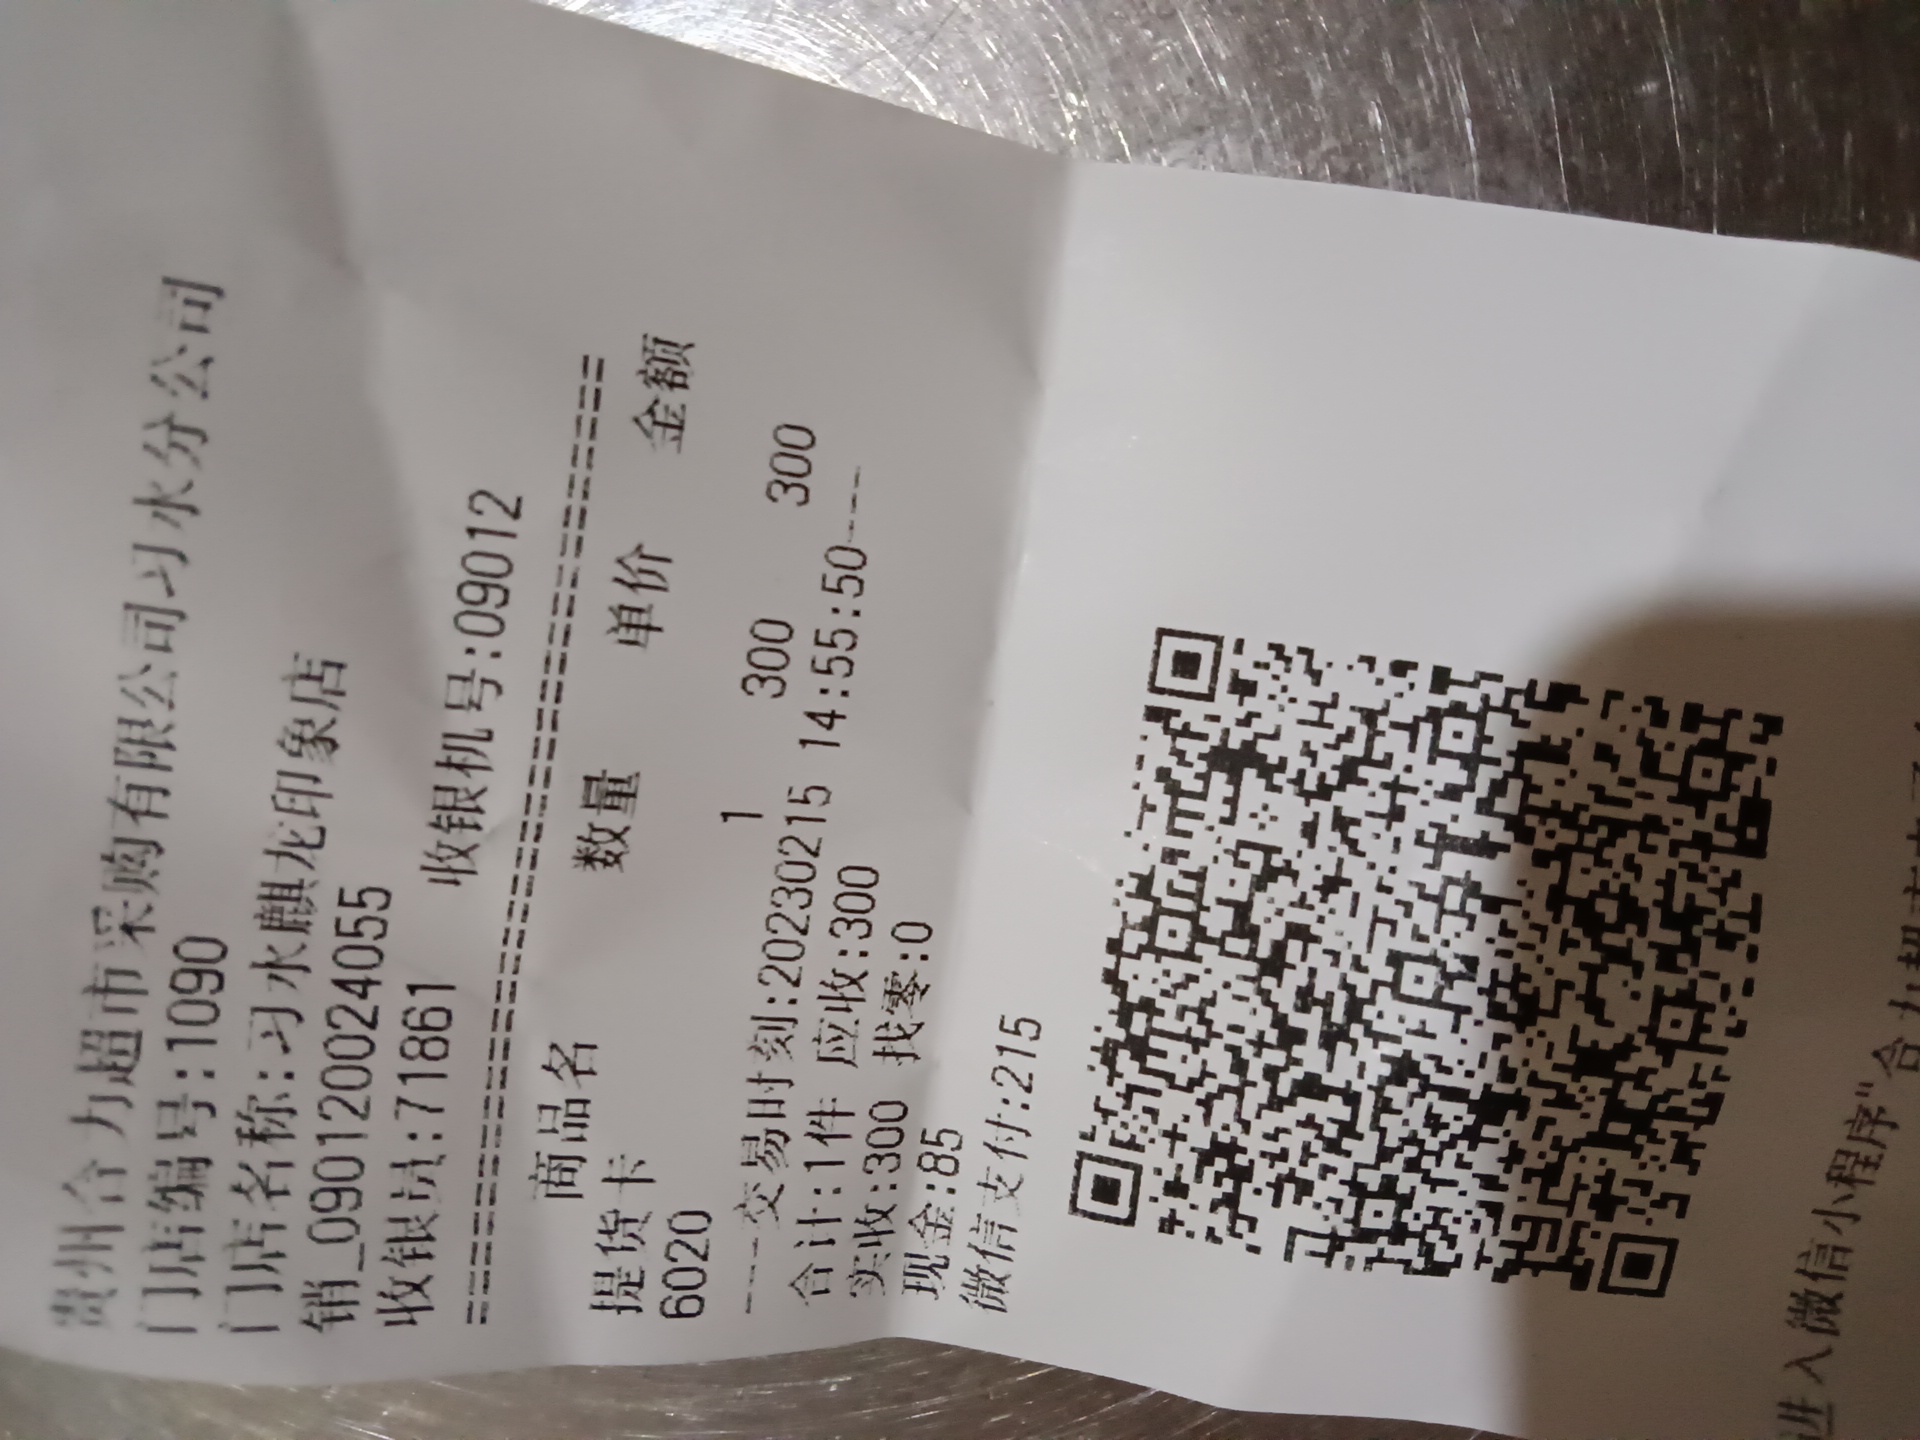 贵州合力超市采购有限公司习水分公司
门店编号:1090
门店名称:习水麒龙印象店
销_090120024055
收银员:71861 收银机号:09012
商品名 数量 单价 金额
提货卡
6020 1 300 300
----交易时刻:20230215 14:55:50----
合计:1件 应收:300
实收:300 找零:0
现金:85
微信支付:215
进入微信小程序"合力超市